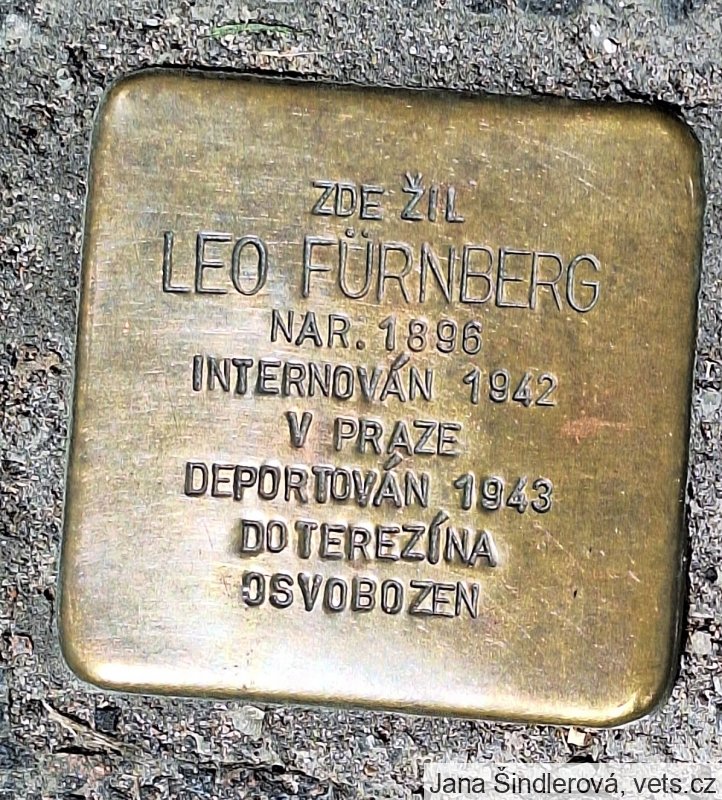 ZDE ŽIL
LEO FÜRNBERG
NAR. 1896
INTERNOVÁN 1942
V PRAZE
DEPORTOVÁN 1943
DO TEREZÍNA
OSVOBOZEN
Jana Šindlerová, vets.cz